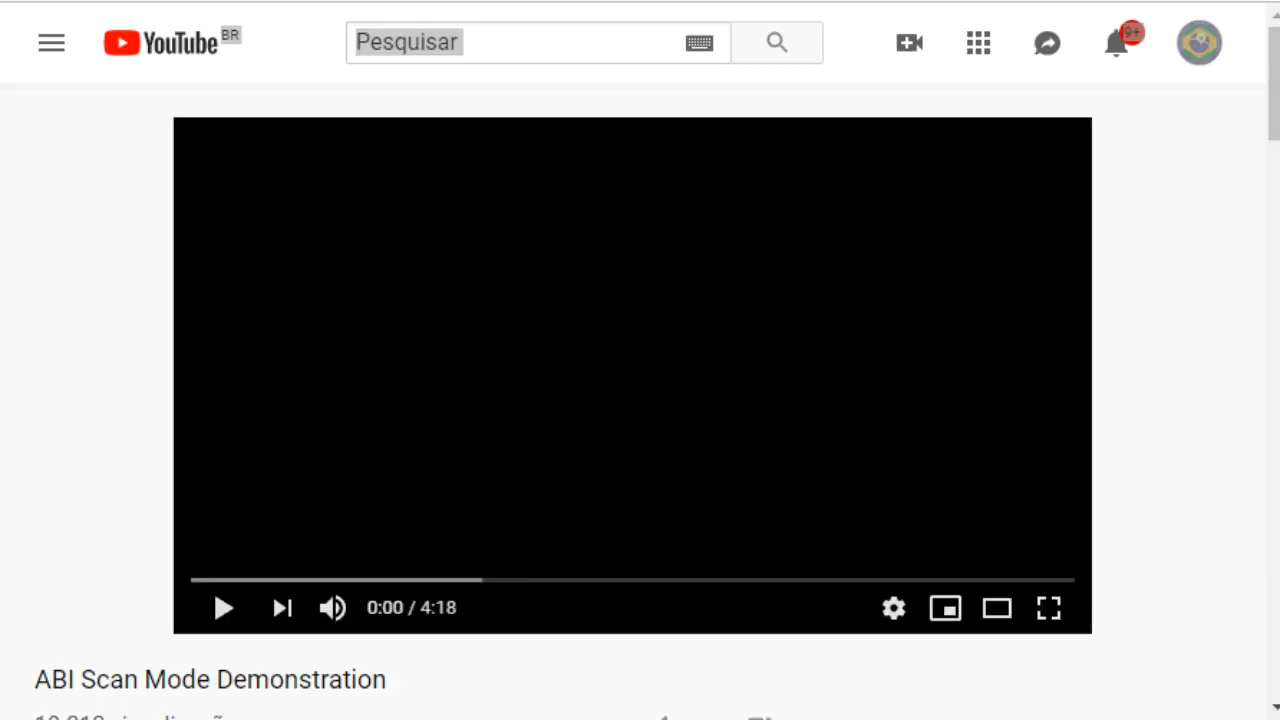 YouTube BR
Pesquisar
9+
0:00 / 4:18
ABI Scan Mode Demonstration